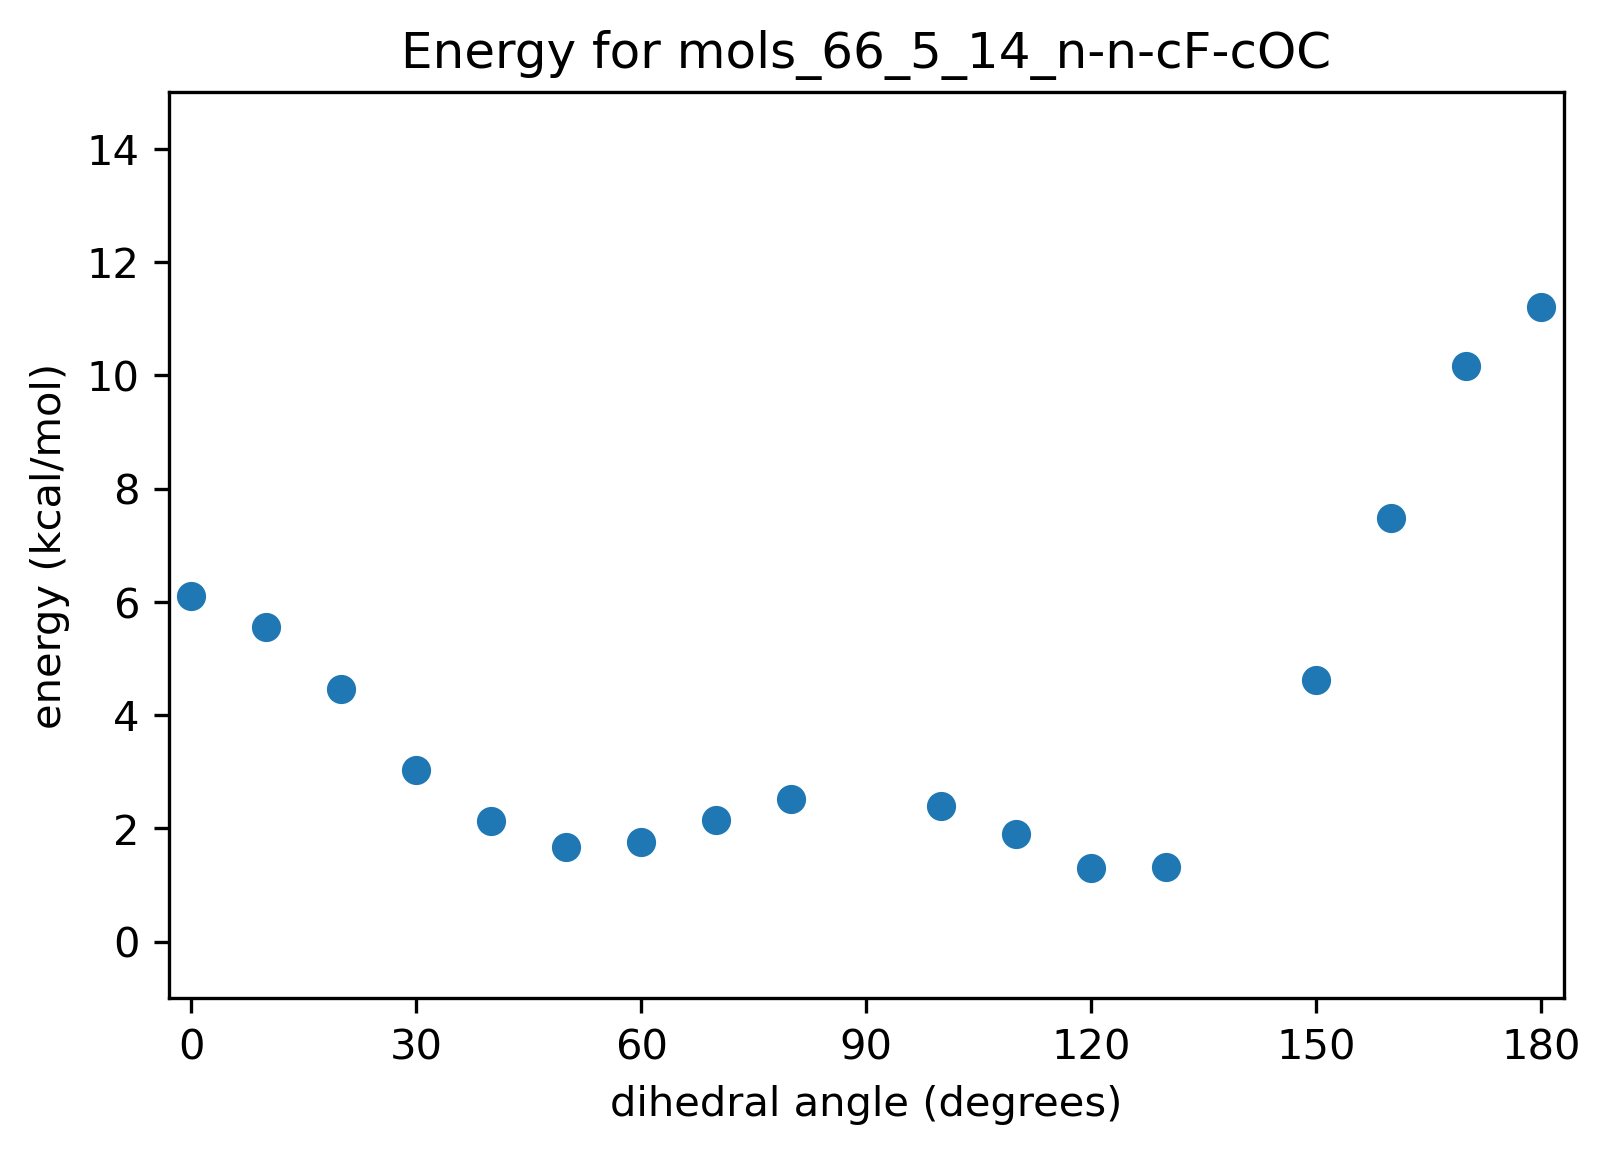 Energy for mols_66_5_14_n-n-cF-cOC
14
12
10
8
6
4
2
0
energy (kcal/mol)
0 30 60 90 120 150 180
dihedral angle (degrees)